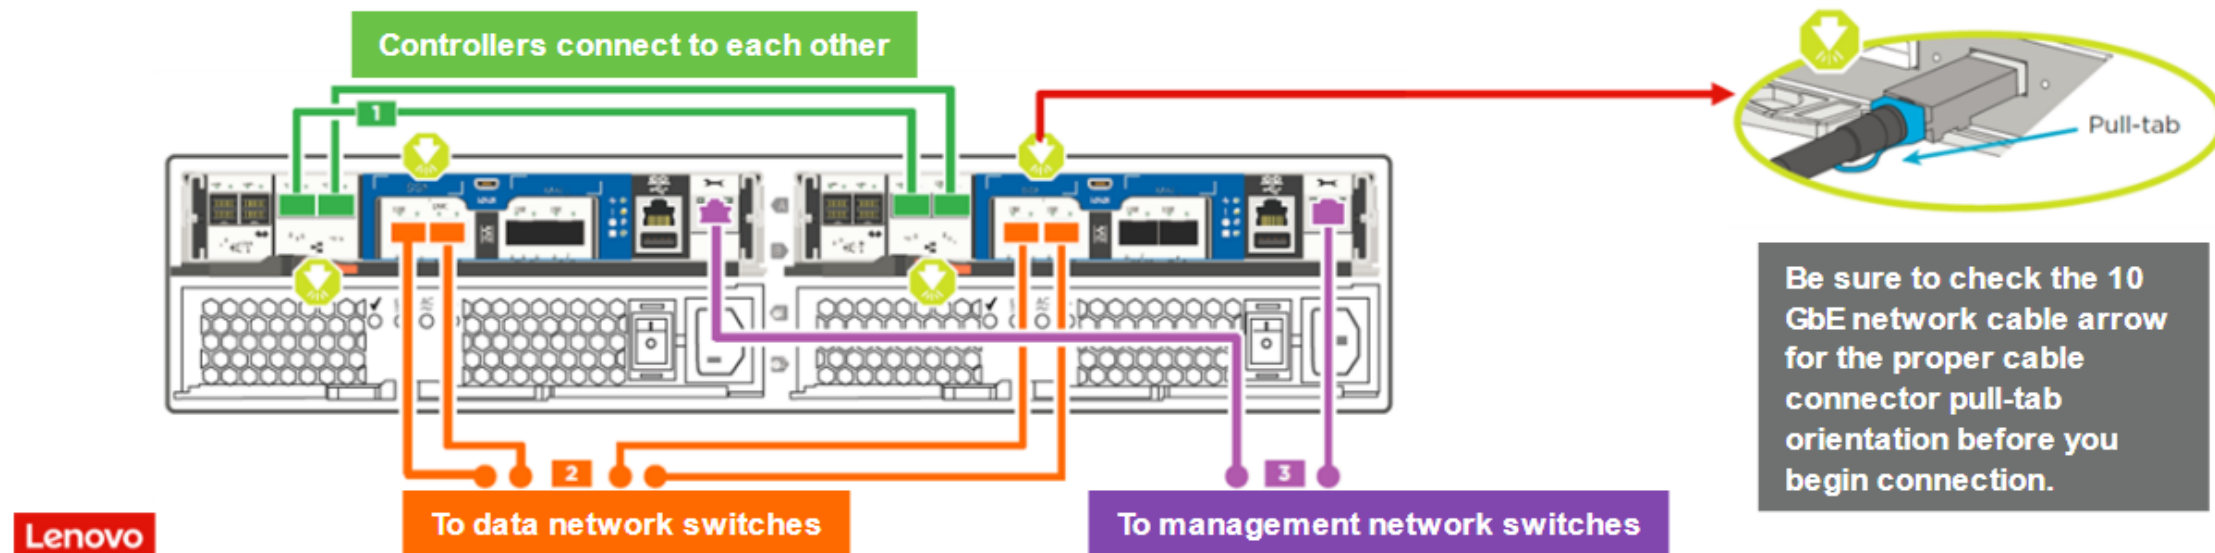 Controllers connect to each other
1
Pull-tab
Be sure to check the 10
GbE network cable arrow
for the proper cable
connector pull-tab
orientation before you
begin connection.
2
3
To data network switches
To management network switches
Lenovo